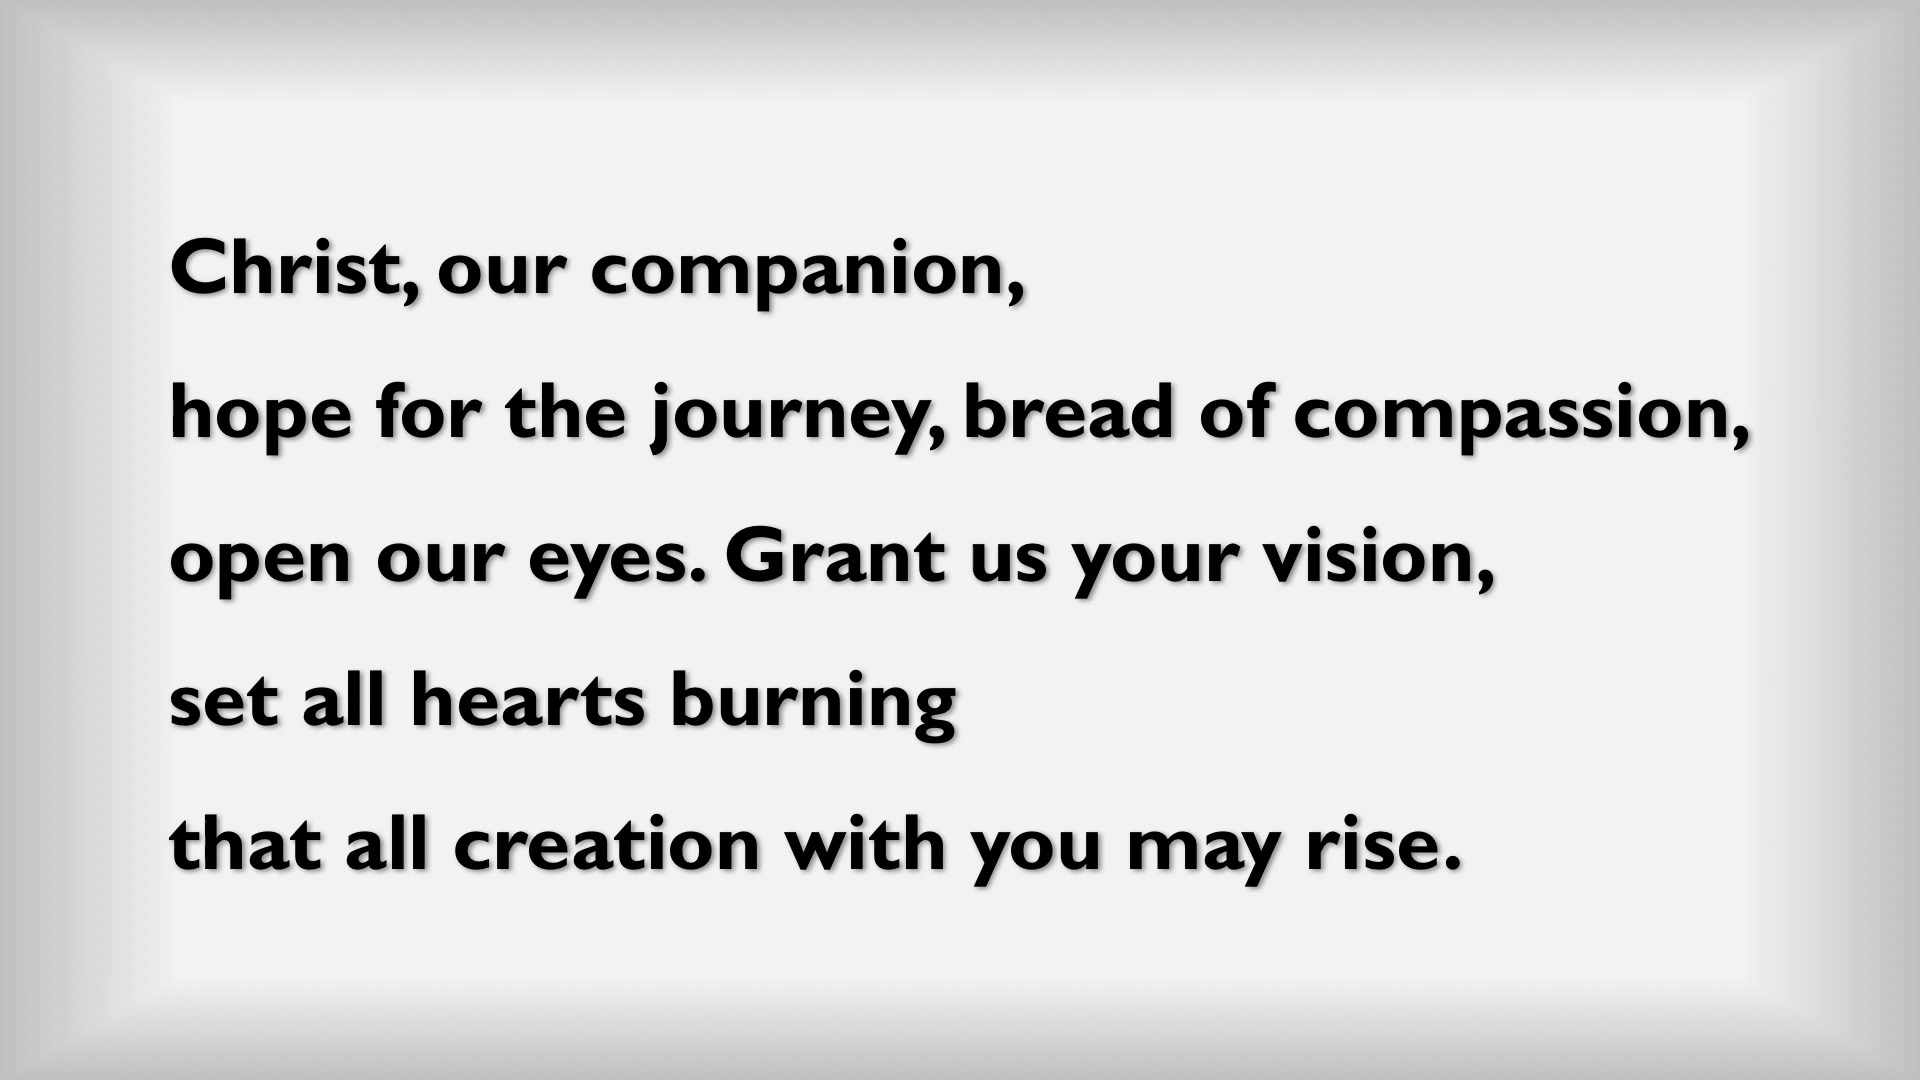 Christ, our companion,
hope for the journey, bread of compassion,
open our eyes. Grant us your vision,
set all hearts burning
that all creation with you may rise.